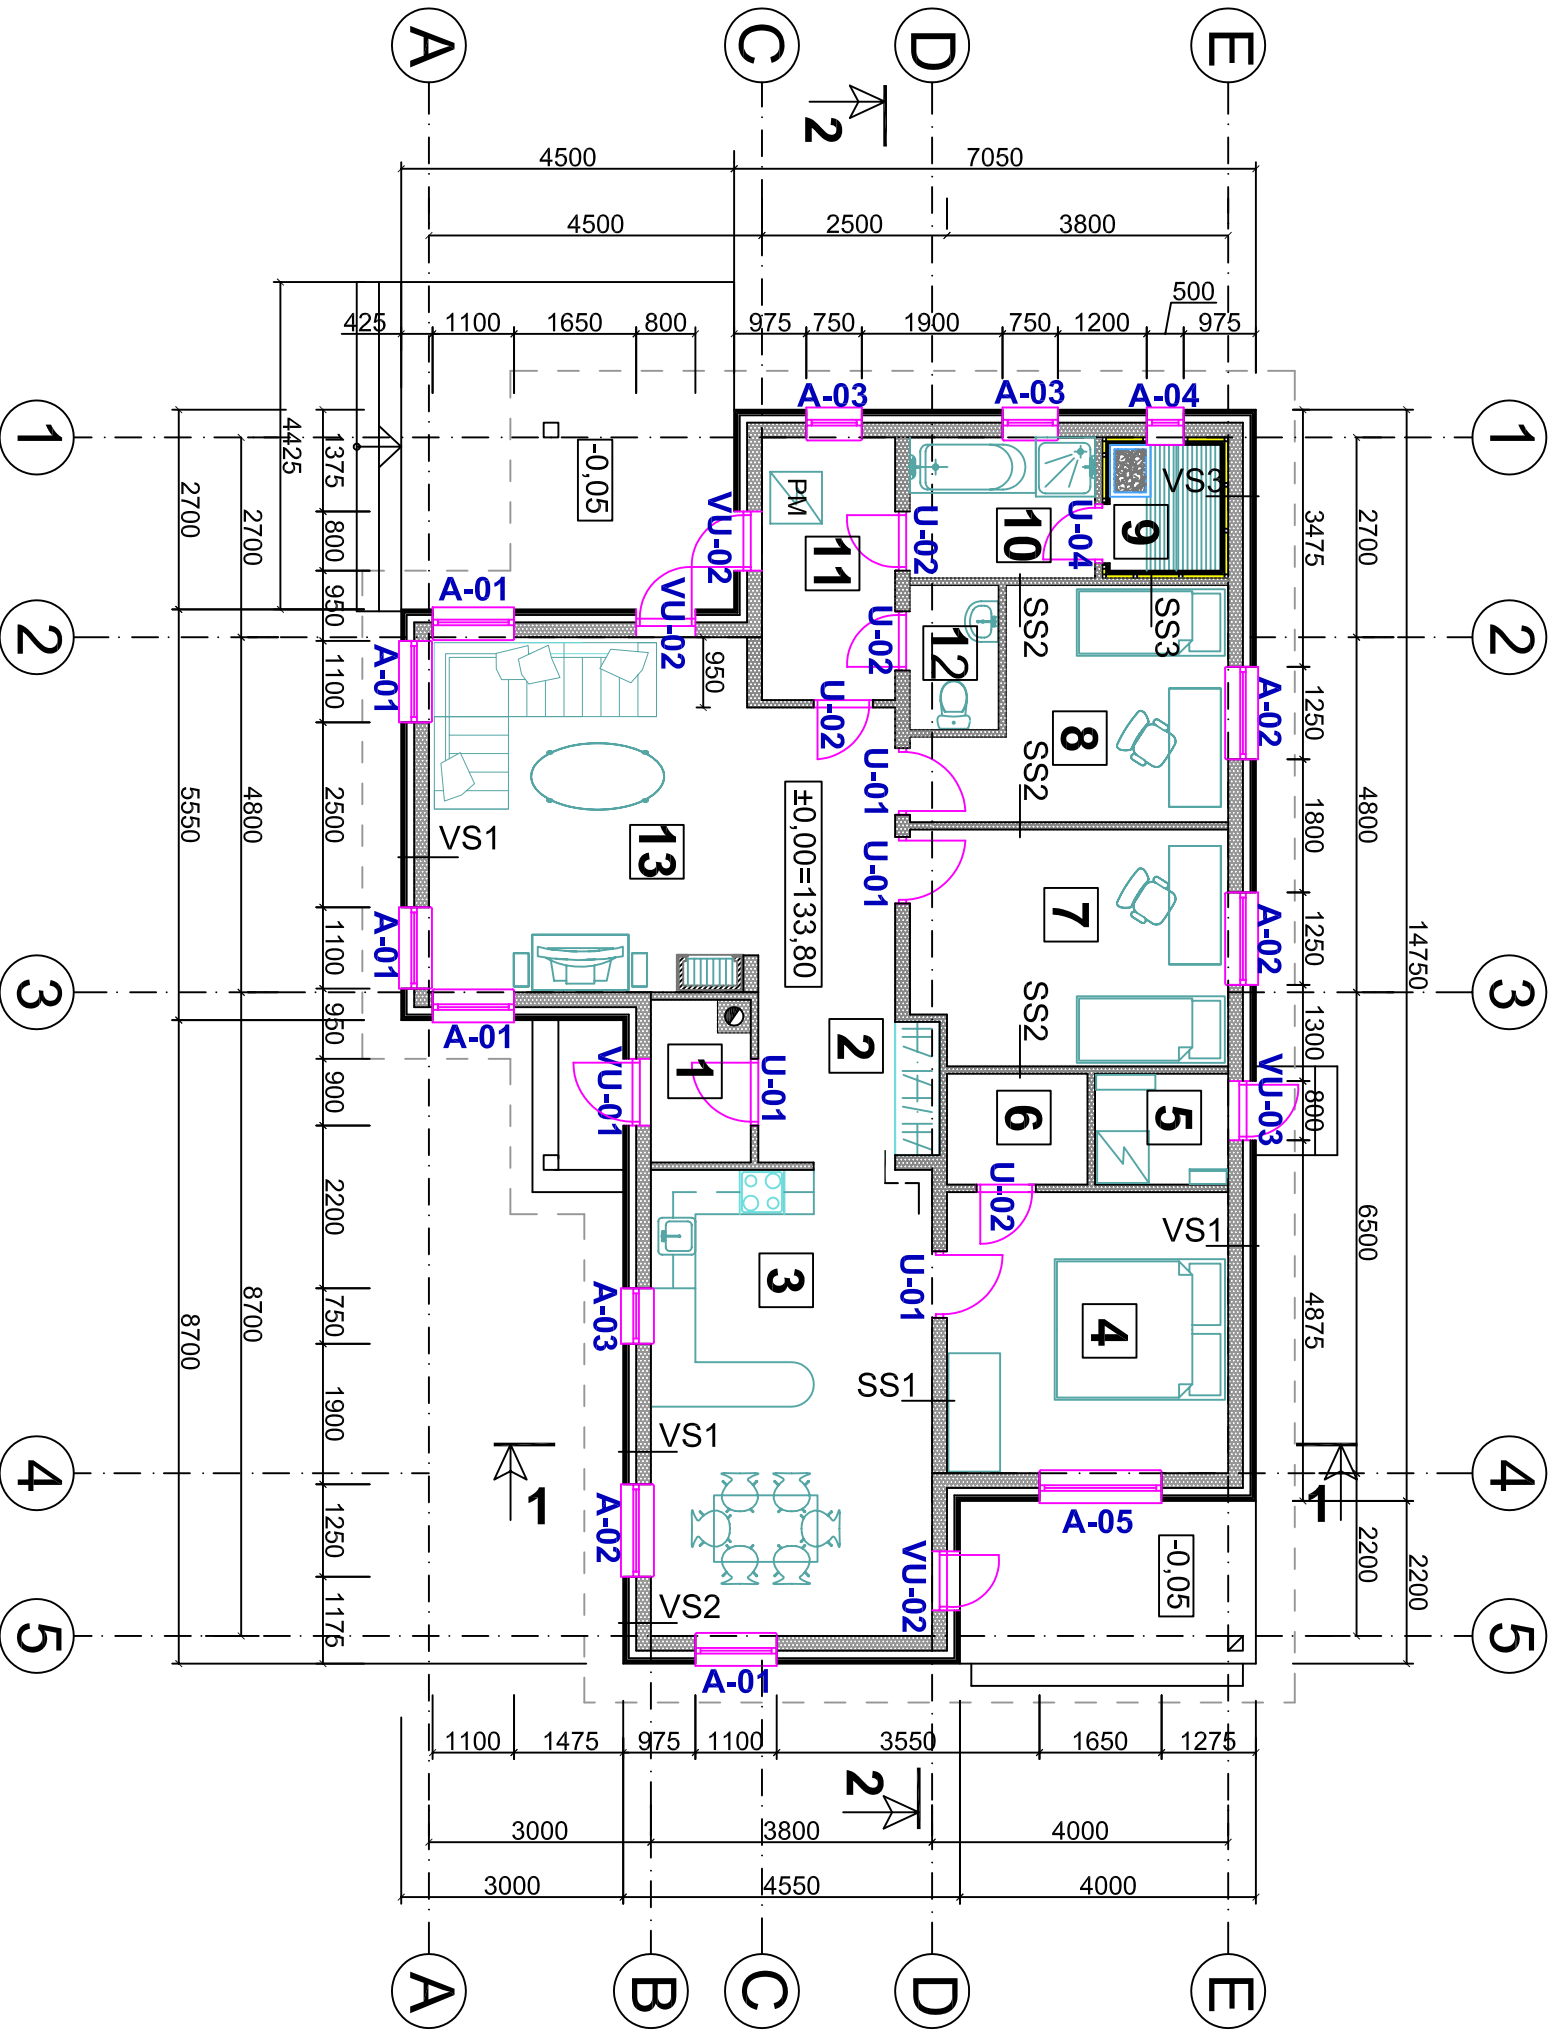 A
C
D
E
2
4500
7050
4500
2500
3800
500
425
1100
1650
800
975
750
1900
750
1200
975
A-03
A-03
A-04
1
1
4425
1375
2700
2700
-0,05
VU-02
PM
11
U-02
10
U-04
9
VS3
3475
2700
800
950
A-01
VU-02
U-02
12
SS2
SS3
2
2
A-01
1100
950
U-02
8
A-02
1250
U-01
SS2
5550
4800
2500
VS1
13
±0,00=133,80
U-01
7
1800
4800
14750
A-01
1100
A-02
1250
3
3
950
A-01
SS2
1300
2
VU-01
1
U-01
6
5
VU-03
800
900
2200
U-02
VS1
6500
8700
8700
750
A-03
3
U-01
4
4875
SS1
1900
VS1
4
4
1
1
A-05
1250
A-02
VU-02
-0,05
2200
2200
1175
VS2
5
5
A-01
1100
1475
975
1100
3550
1650
1275
2
3000
3800
4000
3000
4550
4000
A
B
C
D
E